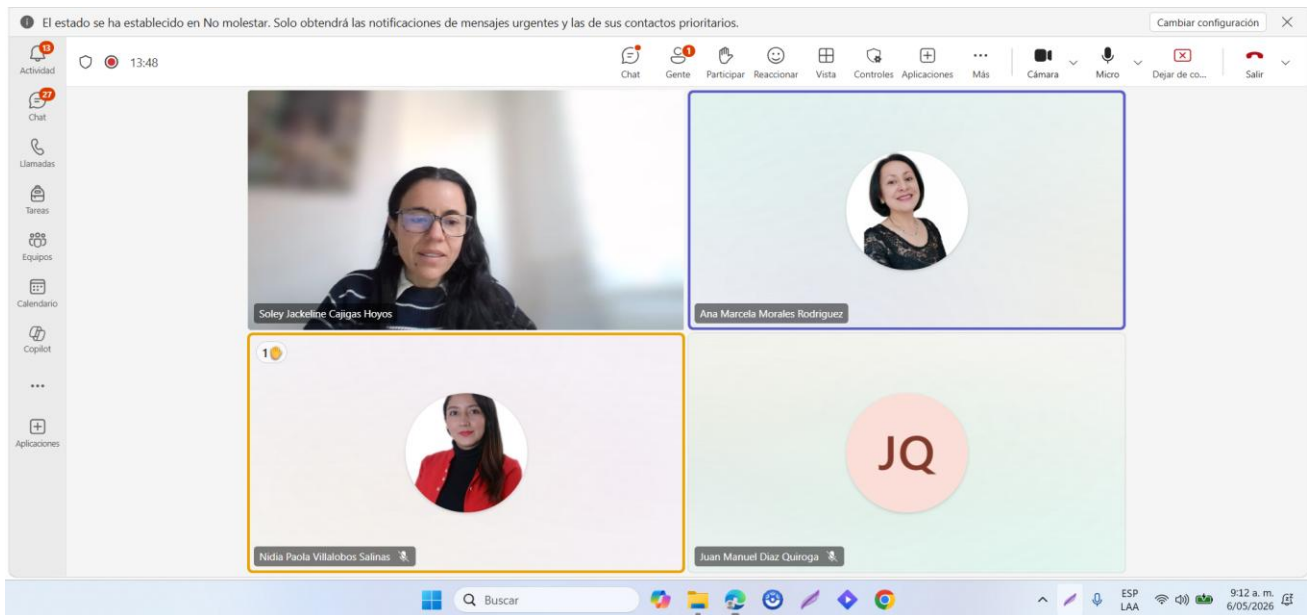 El estado se ha establecido en No molestar. Solo obtendrá las notificaciones de mensajes urgentes y las de sus contactos prioritarios.
Cambiar configuración
13
Actividad
13:48
Chat
1
Gente
Participar
Reaccionar
Vista
Controles
Aplicaciones
Más
Cámara
Micro
Dejar de co...
Salir
27
Chat
Llamadas
Tareas
Equipos
Calendario
Copilot
Aplicaciones
Soley Jackeline Cajigas Hoyos
Ana Marcela Morales Rodriguez
1
JQ
Nidia Paola Villalobos Salinas
Juan Manuel Diaz Quiroga
Buscar
ESP
LAA
9:12 a. m.
6/05/2026